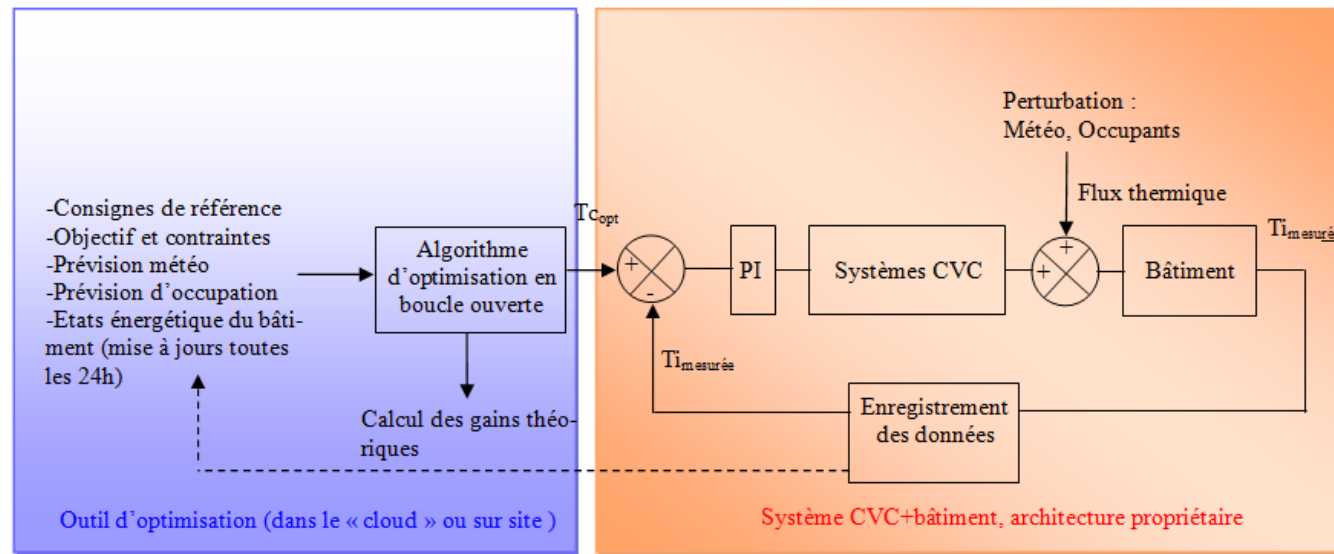 -Consignes de référence
-Objectif et contraintes
-Prévision météo
-Prévision d'occupation
-Etats énergétique du bâti-
ment (mise à jours toutes
les 24h)
Algorithme
d'optimisation en
boucle ouverte
Calcul des gains théo-
riques
Outil d'optimisation (dans le « cloud » ou sur site )
Tcopt
+
-
Timesurée
PI
Systèmes CVC
Perturbation :
Météo, Occupants
Flux thermique
+
+
Bâtiment
Timesurée
Enregistrement
des données
Système CVC+bâtiment, architecture propriétaire